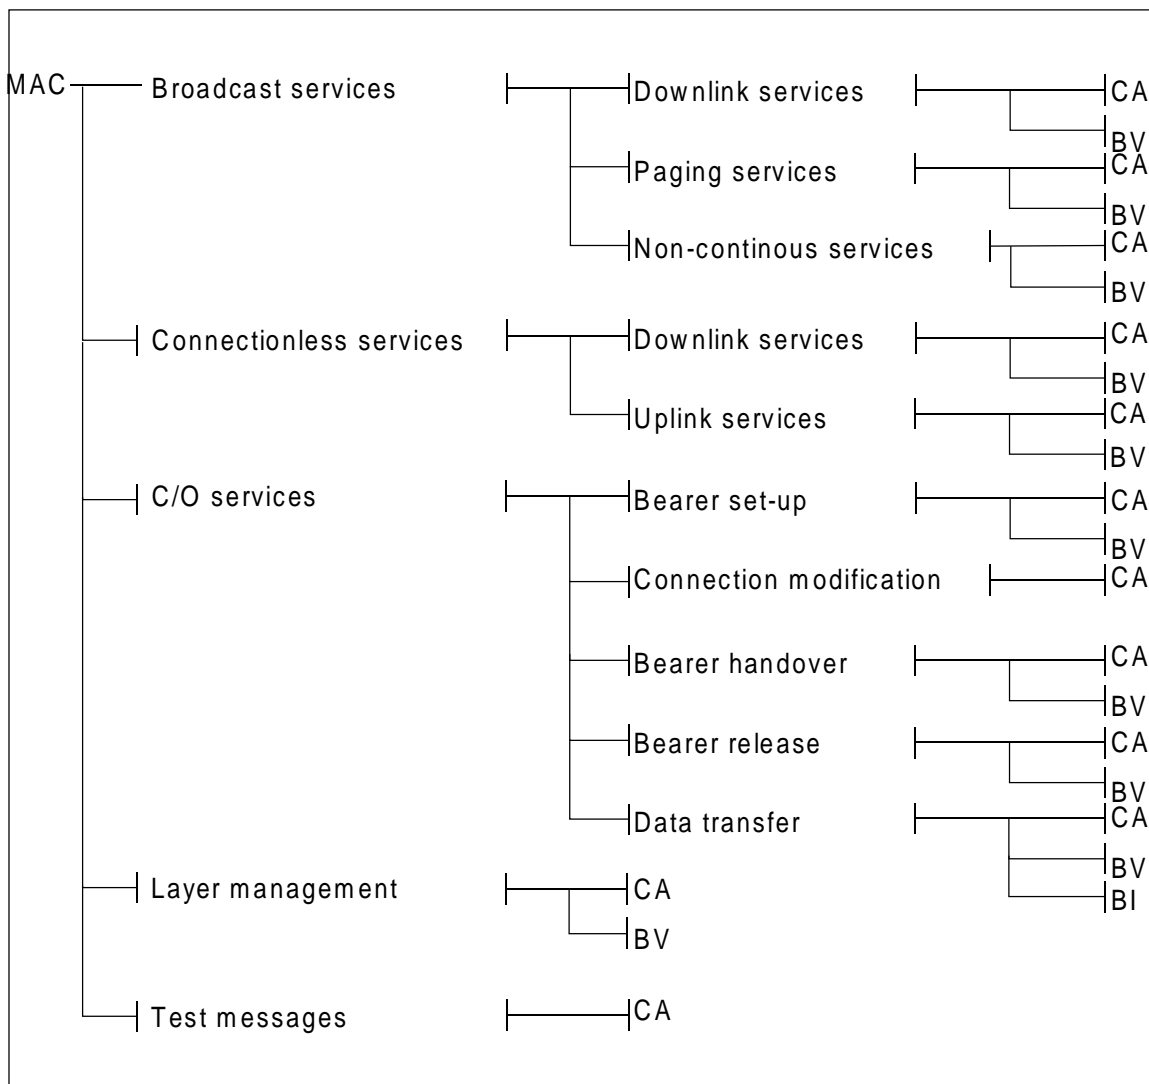 MAC Broadcast services Downlink services CA
BV
Paging services CA
BV
Non-continous services CA
BV
Connectionless services Downlink services CA
BV
Uplink services CA
BV
C/O services Bearer set-up CA
BV
Connection modification CA
Bearer handover CA
BV
Bearer release CA
BV
Data transfer CA
BV
BI
Layer management CA
BV
Test messages CA